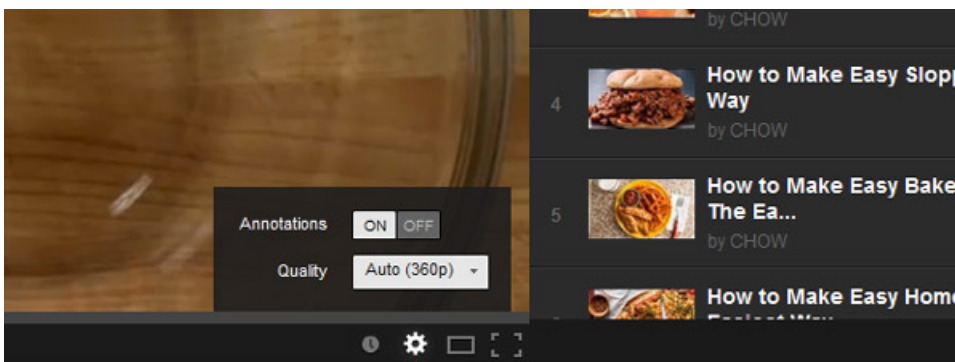 Annotations
ON OFF
Quality
Auto (360p)
by CHOW
4
How to Make Easy Slopp
Way
by CHOW
5
How to Make Easy Bake
The Ea...
by CHOW
How to Make Easy Home